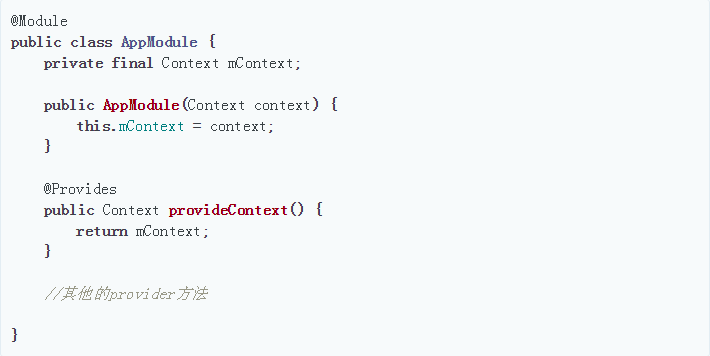 @Module
public class AppModule {
    private final Context mContext;
    public AppModule(Context context) {
        this.mContext = context;
    }
    @Provides
    public Context provideContext() {
        return mContext;
    }
    //其他的provider方法
}